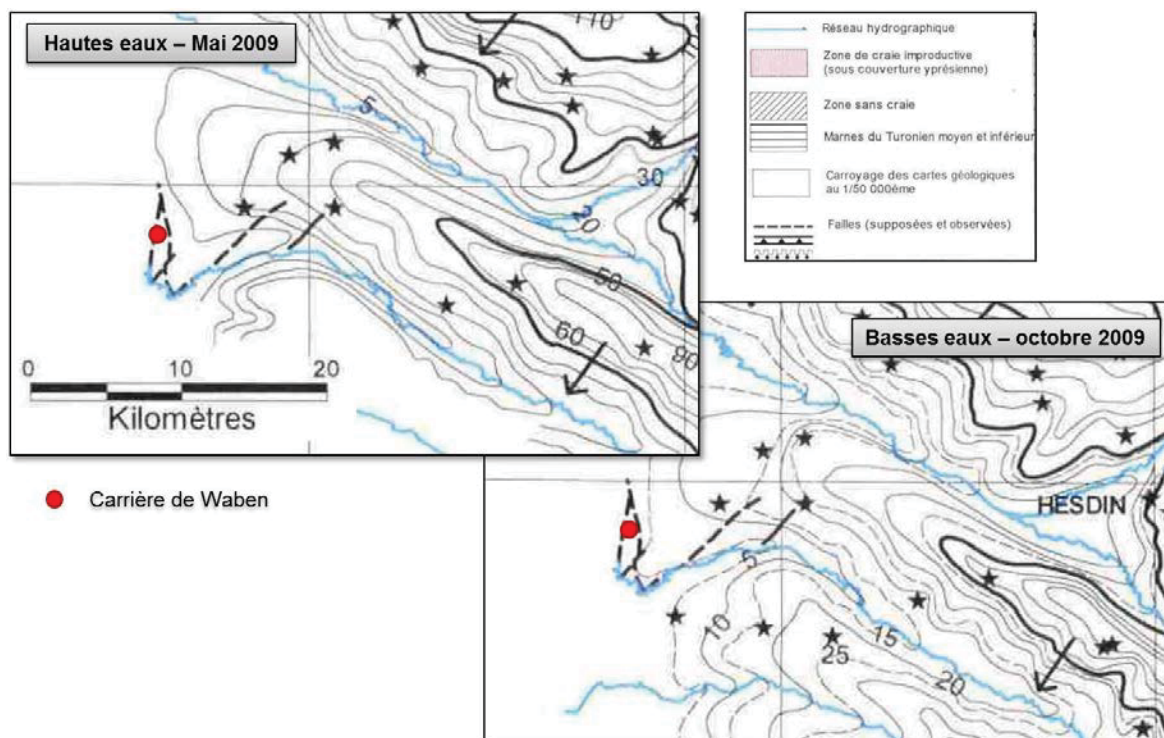 Hautes eaux – Mai 2009
110
5
30
10
50
60
90
0 10 20
Kilomètres
Carrière de Waben
Réseau hydrographique
Zone de craie improductive
(sous couverture yprésienne)
Zone sans craie
Marnes du Turonien moyen et inférieur
Carroyage des cartes géologiques
au 1/50 000ème
Failles (supposées et observées)
Basses eaux – octobre 2009
HESDIN
5
10
15
25
20